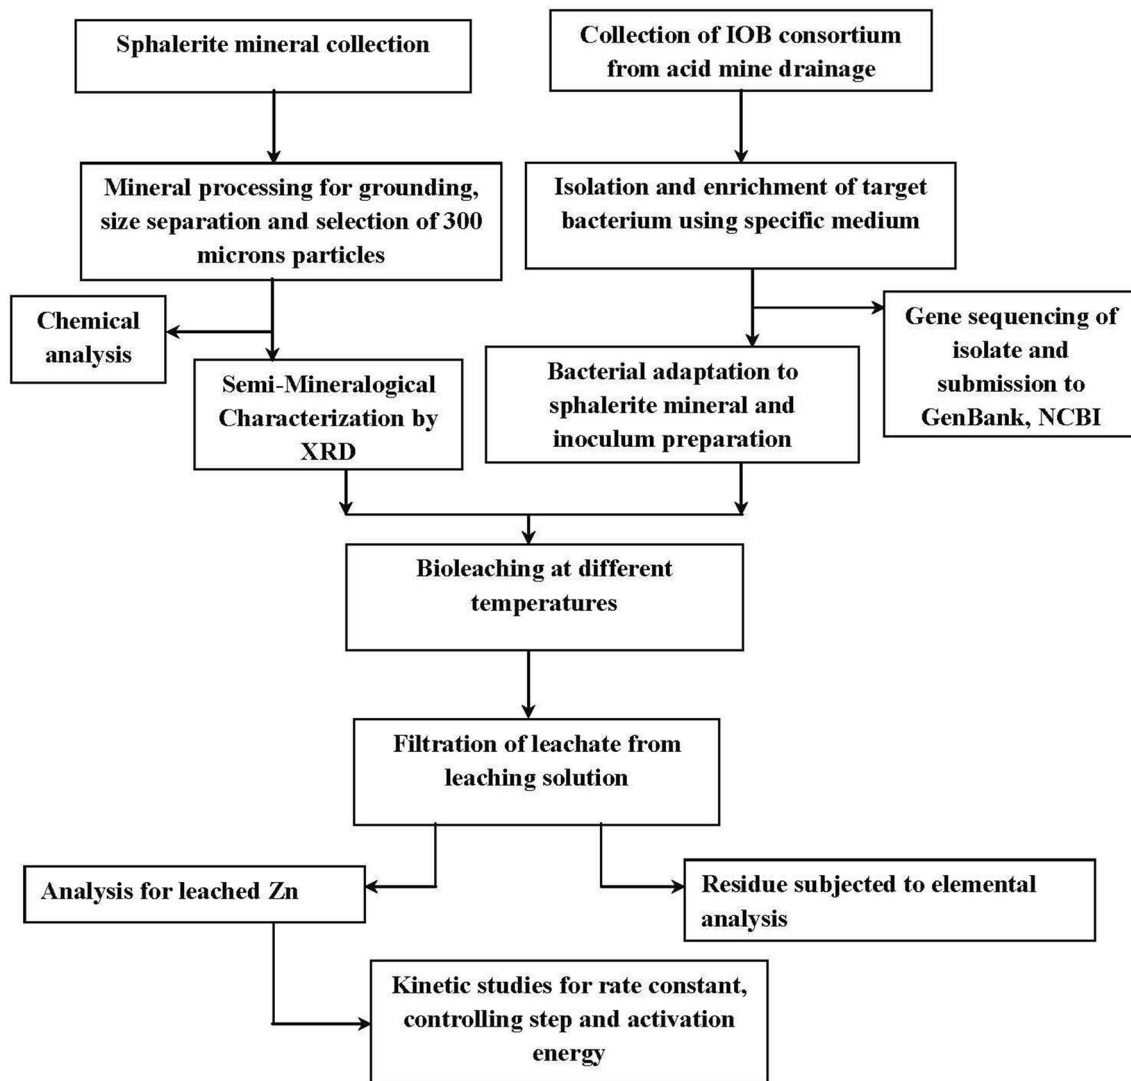 Sphalerite mineral collection
Collection of IOB consortium
from acid mine drainage
Mineral processing for grounding,
size separation and selection of 300
microns particles
Isolation and enrichment of target
bacterium using specific medium
Chemical
analysis
Semi-Mineralogical
Characterization by
XRD
Bacterial adaptation to
sphalerite mineral and
inoculum preparation
Gene sequencing of
isolate and
submission to
GenBank, NCBI
Bioleaching at different
temperatures
Filtration of leachate from
leaching solution
Analysis for leached Zn
Residue subjected to elemental
analysis
Kinetic studies for rate constant,
controlling step and activation
energy